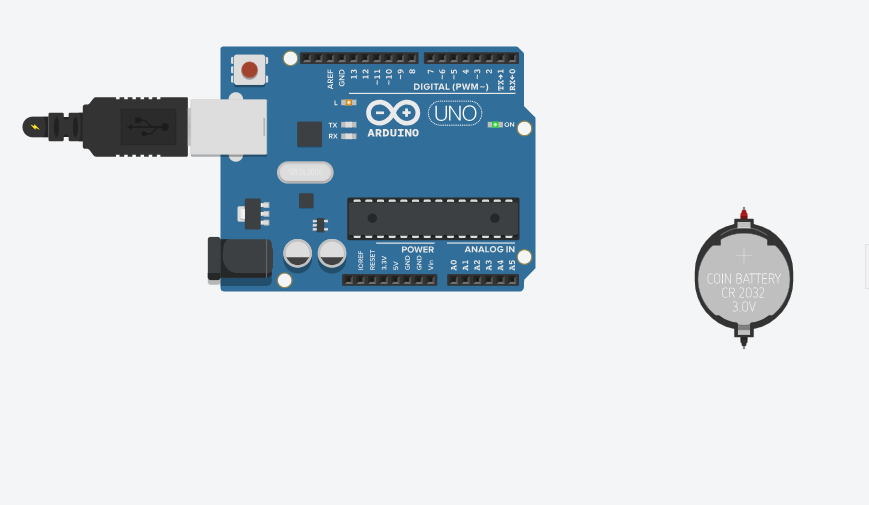 AREF
GND
13
12
~11
~10
~9
8
7
~6
~5
4
~3
2
TX→1
RX←0
DIGITAL (PWM~)
L
TX
RX
ARDUINO
UNO
ON
POWER
ANALOG IN
IOREF
RESET
3.3V
5V
GND
GND
Vin
A0
A1
A2
A3
A4
A5
COIN BATTERY
CR 2032
3.0V